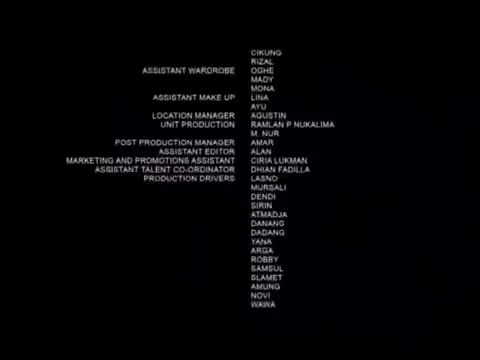 CIKUNG
RIZAL
ASSISTANT WARGROBE OGHE
MADY
MONA
ASSISTANT MAKE UP LINA
AYU
LOCATION MANAGER AGUSTIN
UNIT PRODUCTION RAMLAN P NUKALIMA
M. NUR
POST PRODUCTION MANAGER AMAR
ASSISTANT EDITOR ALAN
MARKETING AND PROMOTIONS ASSISTANT CIRIA LUKMAN
ASSISTANT TALENT CO-ORDINATOR DHIAN FADILLA
PRODUCTION DRIVERS LASNO
MURSALI
DENDI
SIRIN
ATMADJA
DANANG
DADANG
YANA
ARGA
ROBBY
SAMSUL
SLAMET
AMUNG
NOVI
WAWA